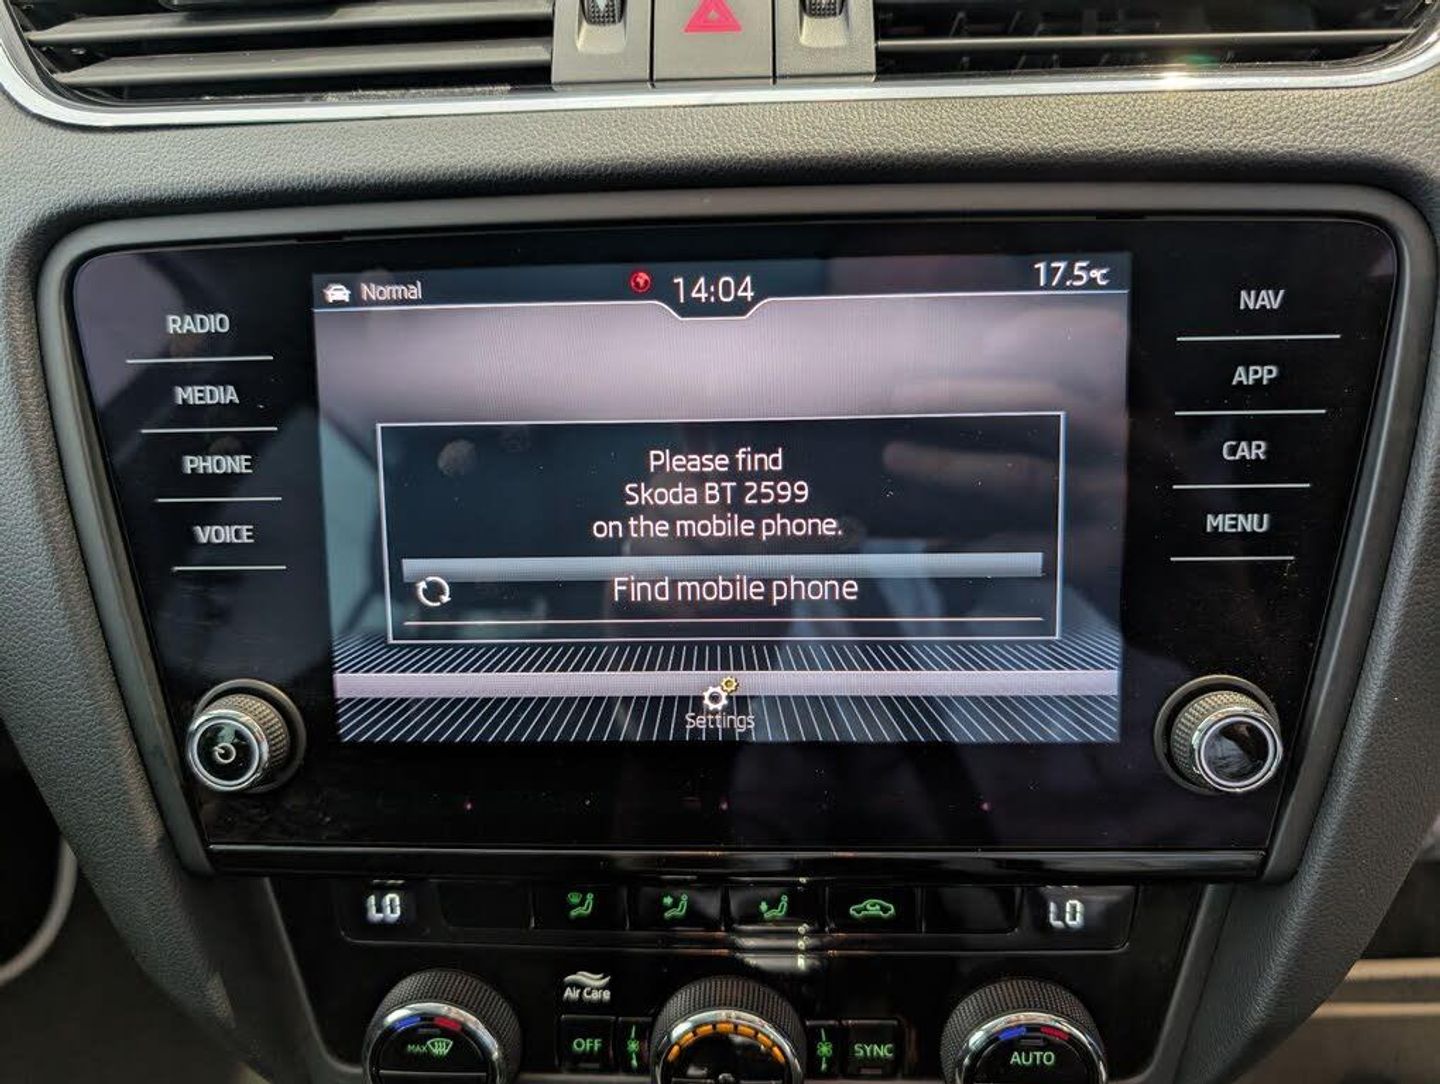 Normal
14:04
17.5°C
RADIO
MEDIA
PHONE
VOICE
NAV
APP
CAR
MENU
Please find
Skoda BT 2599
on the mobile phone.
Find mobile phone
Settings
LO
LO
Air Care
MAX
OFF
SYNC
AUTO